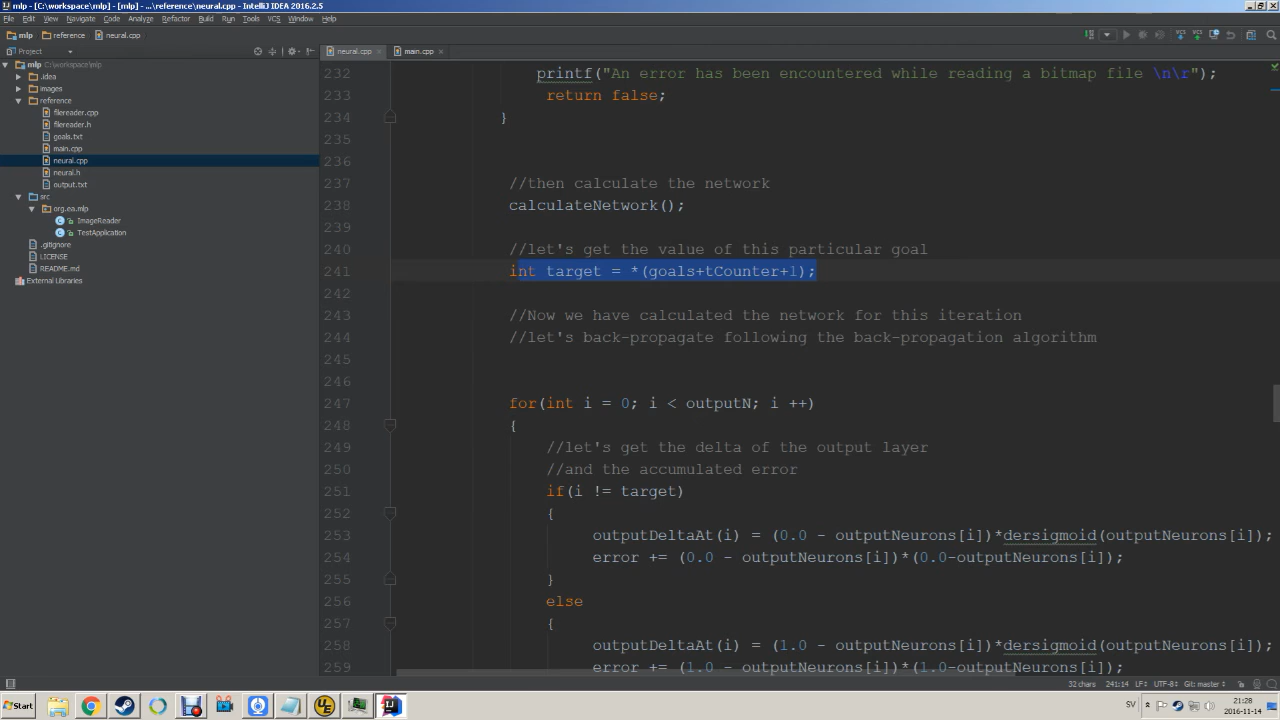 mlp - [C:\workspace\mlp] - [mlp] - ...\reference\neural.cpp - IntelliJ IDEA 2016.2.5
File Edit View Navigate Code Analyze Refactor Build Run Tools VCS Window Help
mlp reference neural.cpp
Project
neural.cpp main.cpp
mlp C:\workspace\mlp
.idea
images
reference
filereader.cpp
filereader.h
goals.txt
main.cpp
neural.cpp
neural.h
output.txt
src
org.ea.mlp
ImageReader
TestApplication
.gitignore
LICENSE
README.md
External Libraries
232 printf("An error has been encountered while reading a bitmap file \n\r");
233 return false;
234 }
235
236
237 //then calculate the network
238 calculateNetwork();
239
240 //let's get the value of this particular goal
241 int target = *(goals+tCounter+1);
242
243 //Now we have calculated the network for this iteration
244 //let's back-propagate following the back-propagation algorithm
245
246
247 for(int i = 0; i < outputN; i ++)
248 {
249 //let's get the delta of the output layer
250 //and the accumulated error
251 if(i != target)
252 {
253 outputDeltaAt(i) = (0.0 - outputNeurons[i])*dersigmoid(outputNeurons[i]);
254 error += (0.0 - outputNeurons[i])*(0.0-outputNeurons[i]);
255 }
256 else
257 {
258 outputDeltaAt(i) = (1.0 - outputNeurons[i])*dersigmoid(outputNeurons[i]);
259 error += (1.0 - outputNeurons[i])*(1.0-outputNeurons[i]);
32 chars 241:14 LF÷ UTF-8÷ Git: master÷
Start SV 21:28
2016-11-14